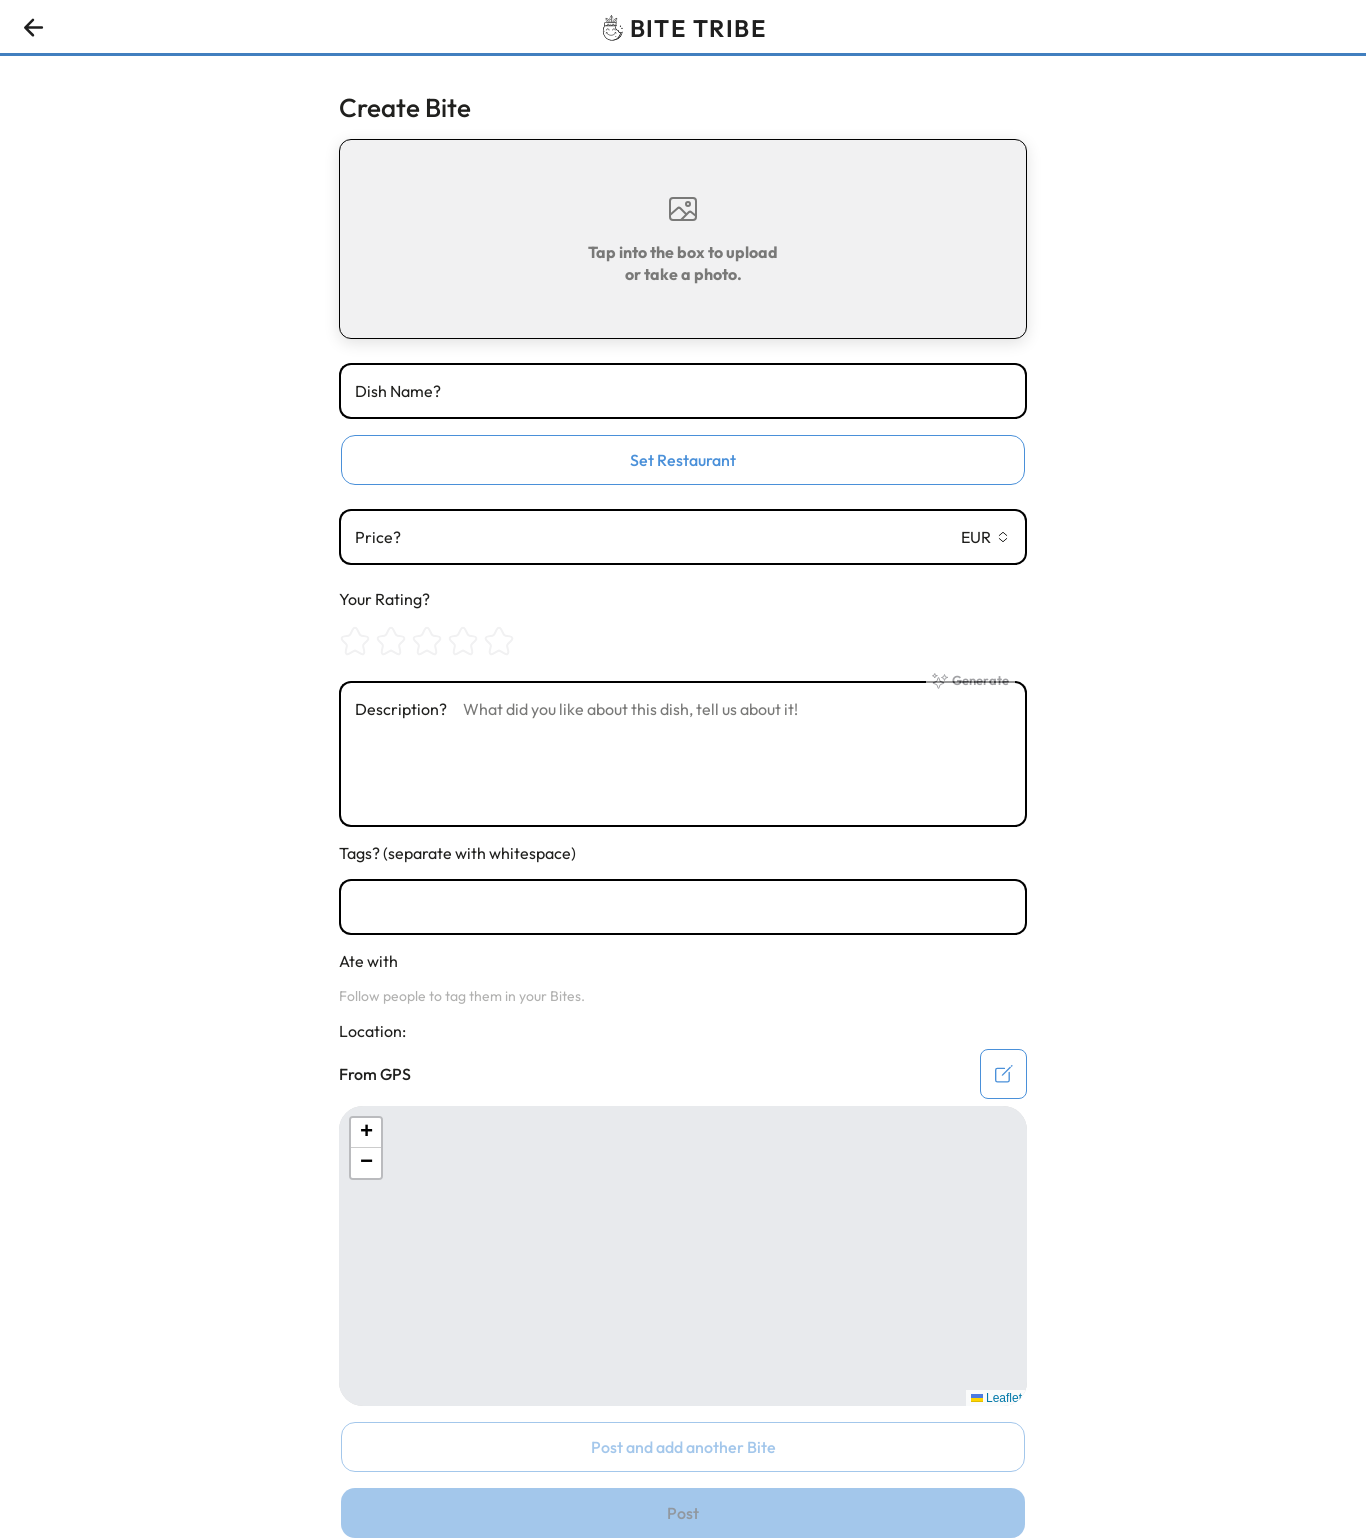 BITE TRIBE
Create Bite
Tap into the box to upload
or take a photo.
Dish Name?
Set Restaurant
Price?
EUR
Your Rating?
Generate
Description? What did you like about this dish, tell us about it!
Tags? (separate with whitespace)
Ate with
Follow people to tag them in your Bites.
Location:
From GPS
+
−
Leaflet
Post and add another Bite
Post